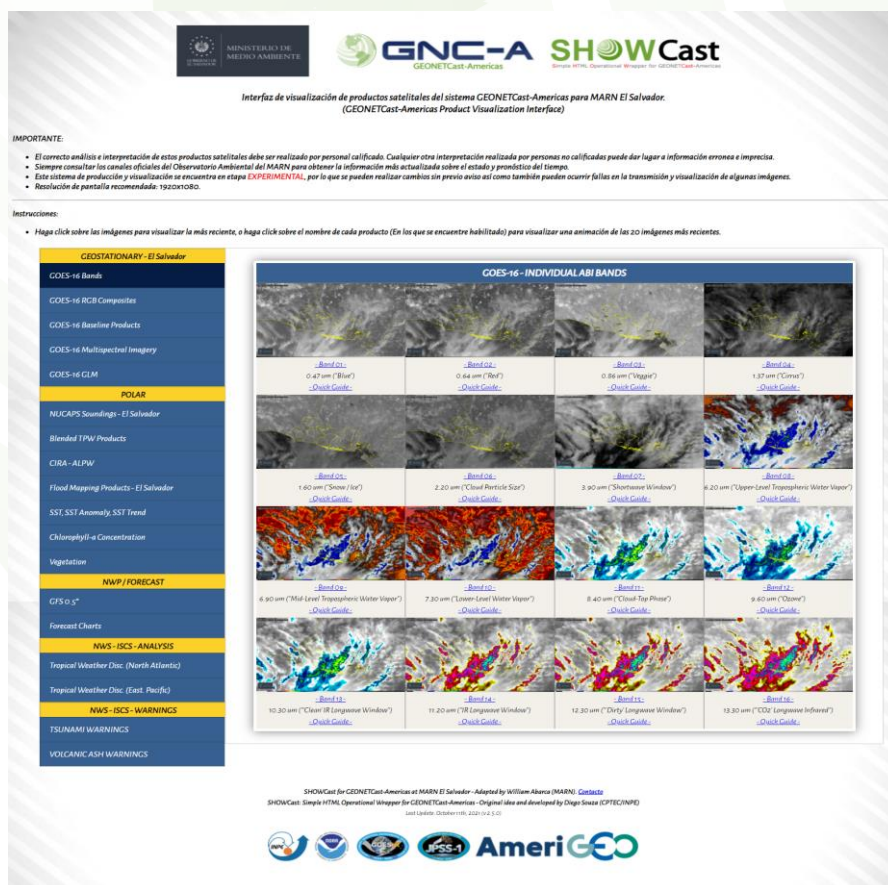 MINISTERIO DE
MEDIO AMBIENTE
GNC-A
GEONETCast-Americas
SHOWCast
Simple HTML Operational Wrapper for GEONETCast-Americas
Interfaz de visualización de productos satelitales del sistema GEONETCast-Americas para MARN El Salvador.
(GEONETCast-Americas Product Visualization Interface)
IMPORTANTE:
• El correcto análisis e interpretación de estos productos satelitales debe ser realizado por personal calificado. Cualquier otra interpretación realizada por personas no calificadas puede dar lugar a información erronea e imprecisa.
• Siempre consultar los canales oficiales del Observatorio Ambiental del MARN para obtener la información más actualizada sobre el estado y pronóstico del tiempo.
• Este sistema de producción y visualización se encuentra en etapa EXPERIMENTAL, por lo que se pueden realizar cambios sin previo aviso así como también pueden ocurrir fallas en la transmisión y visualización de algunas imágenes.
• Resolución de pantalla recomendada: 1920x1080.
Instrucciones:
• Haga click sobre las imágenes para visualizar la más reciente, o haga click sobre el nombre de cada producto (En los que se encuentre habilitado) para visualizar una animación de las 20 imágenes más recientes.
GEOSTATIONARY - El Salvador
GOES-16 Bands
GOES-16 RGB Composites
GOES-16 Baseline Products
GOES-16 Multispectral Imagery
GOES-16 GLM
POLAR
NUCAPS Soundings - El Salvador
Blended TPW Products
CIRA - ALPW
Flood Mapping Products - El Salvador
SST, SST Anomaly, SST Trend
Chlorophyll-a Concentration
Vegetation
NWP / FORECAST
GFS 0.5°
Forecast Charts
NWS - ISCS - ANALYSIS
Tropical Weather Disc. (North Atlantic)
Tropical Weather Disc. (East. Pacific)
NWS - ISCS - WARNINGS
TSUNAMI WARNINGS
VOLCANIC ASH WARNINGS
GOES-16 - INDIVIDUAL ABI BANDS
- Band 01 -
0.47 um ("Blue")
- Quick Guide -
- Band 02 -
0.64 um ("Red")
- Quick Guide -
- Band 03 -
0.86 um ("Veggie")
- Quick Guide -
- Band 04 -
1.37 um ("Cirrus")
- Quick Guide -
- Band 05 -
1.60 um ("Snow / Ice")
- Quick Guide -
- Band 06 -
2.20 um ("Cloud Particle Size")
- Quick Guide -
- Band 07 -
3.90 um ("Shortwave Window")
- Quick Guide -
- Band 08 -
6.20 um ("Upper-Level Tropospheric Water Vapor")
- Quick Guide -
- Band 09 -
6.90 um ("Mid-Level Tropospheric Water Vapor")
- Quick Guide -
- Band 10 -
7.30 um ("Lower-Level Water Vapor")
- Quick Guide -
- Band 11 -
8.40 um ("Cloud-Top Phase")
- Quick Guide -
- Band 12 -
9.60 um ("Ozone")
- Quick Guide -
- Band 13 -
10.30 um ("Clean' IR Longwave Window")
- Quick Guide -
- Band 14 -
11.20 um ("IR Longwave Window")
- Quick Guide -
- Band 15 -
12.30 um ("Dirty' Longwave Window")
- Quick Guide -
- Band 16 -
13.30 um ("CO2' Longwave Infrared")
- Quick Guide -
SHOWCast for GEONETCast-Americas at MARN El Salvador - Adapted by William Abarca (MARN). Contacto
SHOWCast: Simple HTML Operational Wrapper for GEONETCast-Americas - Original idea and developed by Diego Souza (CPTEC/INPE)
Last Update: October 11th, 2021 (v2.5.0)
INPE
NOAA
GOES-R
JPSS-1
AmeriGEO